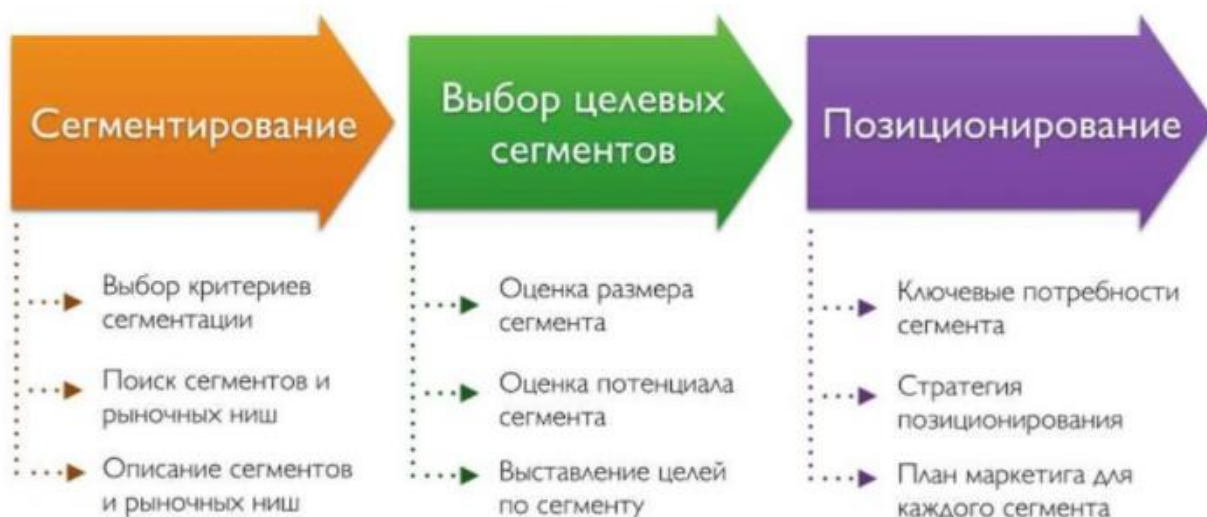 Сегментирование
Выбор целевых
сегментов
Позиционирование
Выбор критериев
сегментации
Поиск сегментов и
рыночных ниш
Описание сегментов
и рыночных ниш
Оценка размера
сегмента
Оценка потенциала
сегмента
Выставление целей
по сегменту
Ключевые потребности
сегмента
Стратегия
позиционирования
План маркетига для
каждого сегмента